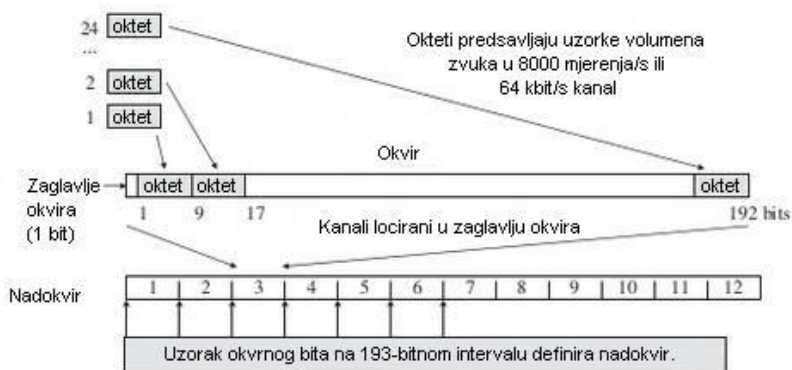 24 oktet
...
2 oktet
1 oktet
Okteti predsavljaju uzorke volumena
zvuka u 8000 mjerenja/s ili
64 kbit/s kanal
Okvir
Zaglavlje
okvira
(1 bit)
oktet oktet oktet
1 9 17 192 bits
Kanali locirani u zaglavlju okvira
Nadokvir
1 2 3 4 5 6 7 8 9 10 11 12
Uzorak okvrnog bita na 193-bitnom intervalu definira nadokvir.